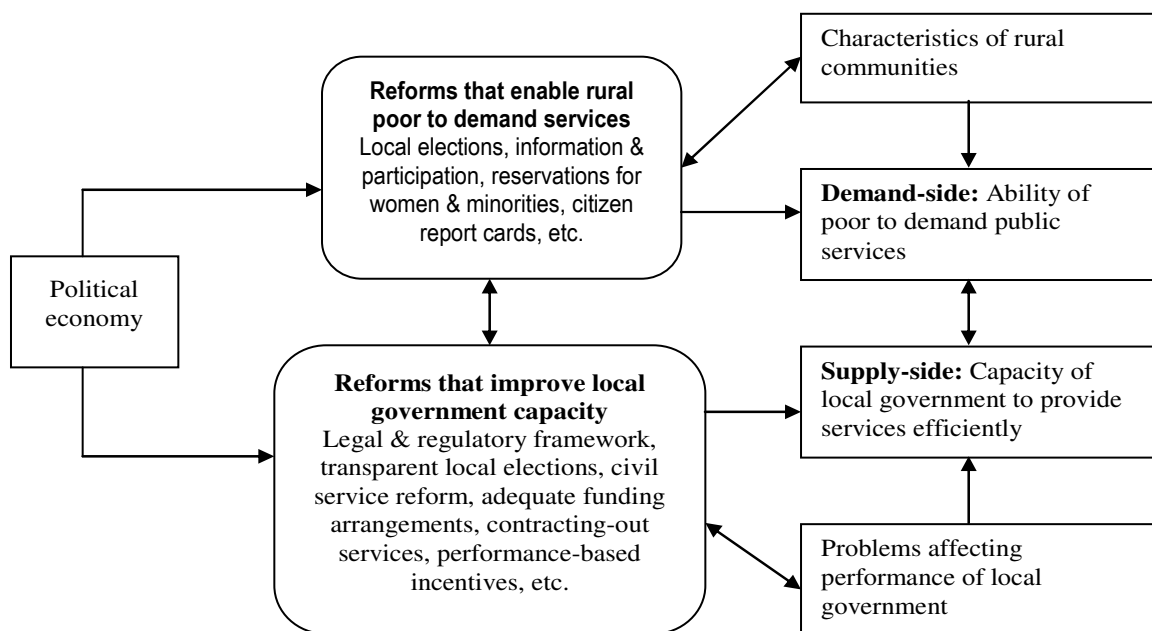 Political
economy
Reforms that enable rural
poor to demand services
Local elections, information &
participation, reservations for
women & minorities, citizen
report cards, etc.
Reforms that improve local
government capacity
Legal & regulatory framework,
transparent local elections, civil
service reform, adequate funding
arrangements, contracting-out
services, performance-based
incentives, etc.
Characteristics of rural
communities
Demand-side: Ability of
poor to demand public
services
Supply-side: Capacity of
local government to provide
services efficiently
Problems affecting
performance of local
government